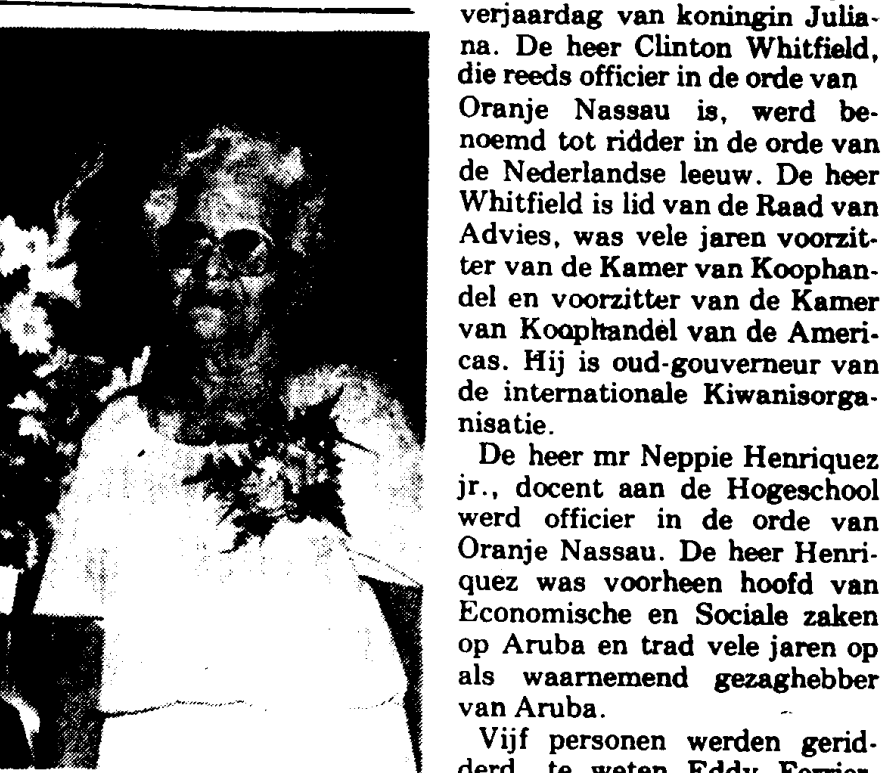 verjaardag van koningin Julia-
na. De heer Clinton Whitfield,
die reeds officier in de orde van
Oranje Nassau is, werd be-
noemd tot ridder in de orde van
de Nederlandse leeuw. De heer
Whitfield is lid van de Raad van
Advies, was vele jaren voorzit-
ter van de Kamer van Koophan-
del en voorzitter van de Kamer
van Koophandel van de Ameri-
cas. Hij is oud-gouverneur van
de internationale Kiwanisorga-
nisatie.
De heer mr Neppie Henriquez
jr., docent aan de Hogeschool
werd officier in de orde van
Oranje Nassau. De heer Henri-
quez was voorheen hoofd van
Economische en Sociale zaken
op Aruba en trad vele jaren op
als waarnemend gezaghebber
van Aruba.
Vijf personen werden gerid-
derd, te weten Eddy